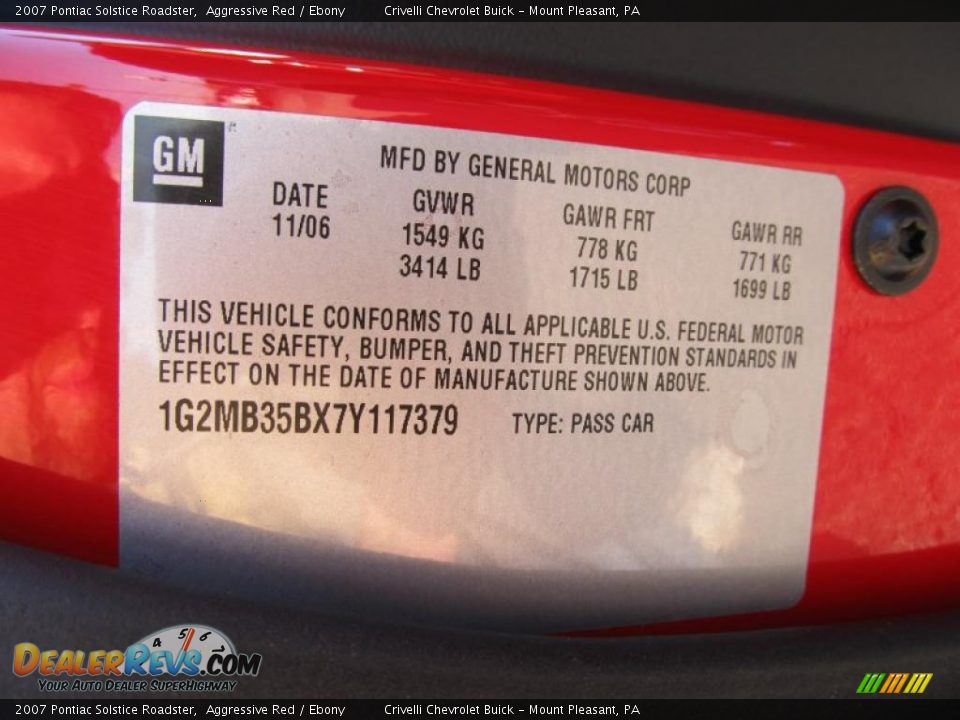 2007 Pontiac Solstice Roadster, Aggressive Red / Ebony Crivelli Chevrolet Buick - Mount Pleasant, PA
GM
MFD BY GENERAL MOTORS CORP
DATE GVWR GAWR FRT GAWR RR
11/06 1549 KG 778 KG 771 KG
3414 LB 1715 LB 1699 LB
THIS VEHICLE CONFORMS TO ALL APPLICABLE U.S. FEDERAL MOTOR
VEHICLE SAFETY, BUMPER, AND THEFT PREVENTION STANDARDS IN
EFFECT ON THE DATE OF MANUFACTURE SHOWN ABOVE.
1G2MB35BX7Y117379 TYPE: PASS CAR
4 5 6
DEALERREVS.COM
YOUR AUTO DEALER SUPERHIGHWAY
2007 Pontiac Solstice Roadster, Aggressive Red / Ebony Crivelli Chevrolet Buick - Mount Pleasant, PA